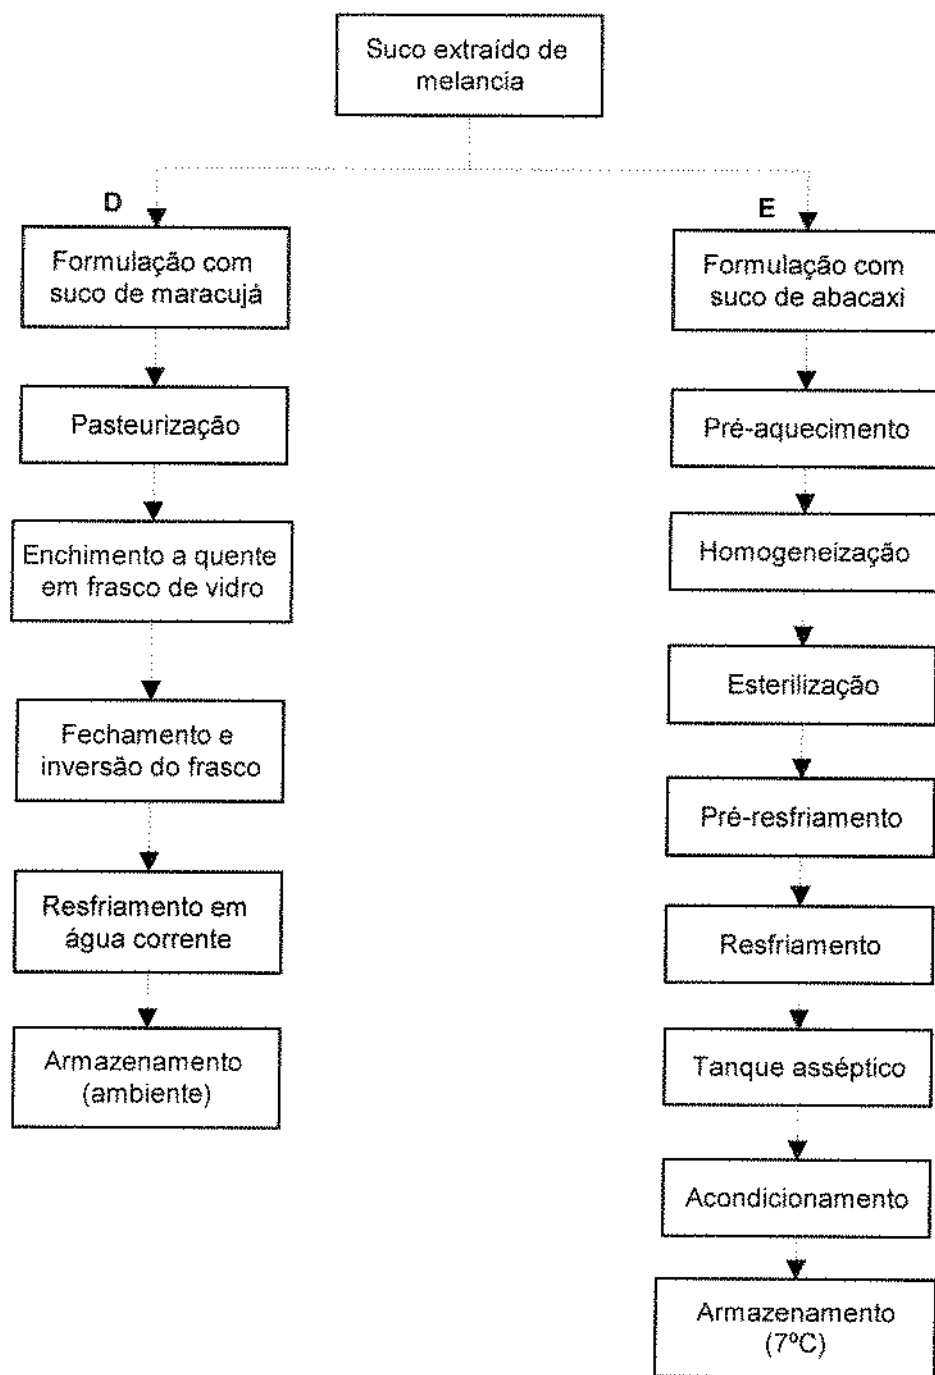 Suco extraído de
melancia
D
Formulação com
suco de maracujá
Pasteurização
Enchimento a quente
em frasco de vidro
Fechamento e
inversão do frasco
Resfriamento em
água corrente
Armazenamento
(ambiente)
E
Formulação com
suco de abacaxi
Pré-aquecimento
Homogeneização
Esterilização
Pré-resfriamento
Resfriamento
Tanque asséptico
Acondicionamento
Armazenamento
(7ºC)